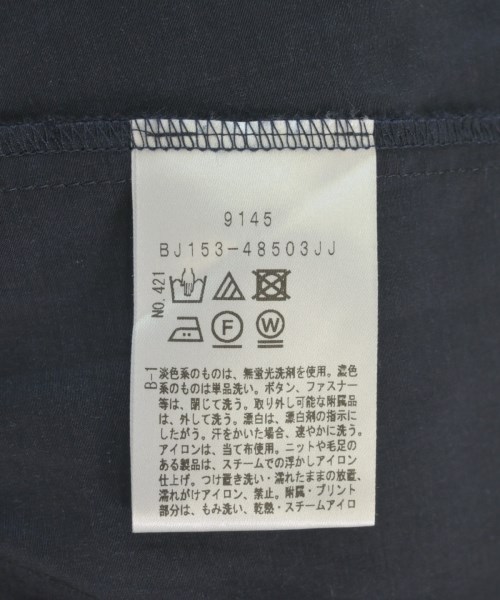 9145
BJ153-48503JJ
NO.421
F
W
B-1
淡色系のものは、無蛍光洗剤を使用。濃色
系のものは単品洗い。ボタン、ファスナー
等は、閉じて洗う。取り外し可能な附属品
は、外して洗う。漂白は、漂白剤の指示に
したがう。汗をかいた場合、速やかに洗う。
アイロンは、当て布使用。ニットや毛足の
ある製品は、スチームでの浮かしアイロン
仕上げ。つけ置き洗い・濡れたままの放置、
濡れがけアイロン、禁止。附属・プリント
部分は、もみ洗い、乾熱・スチームアイロ